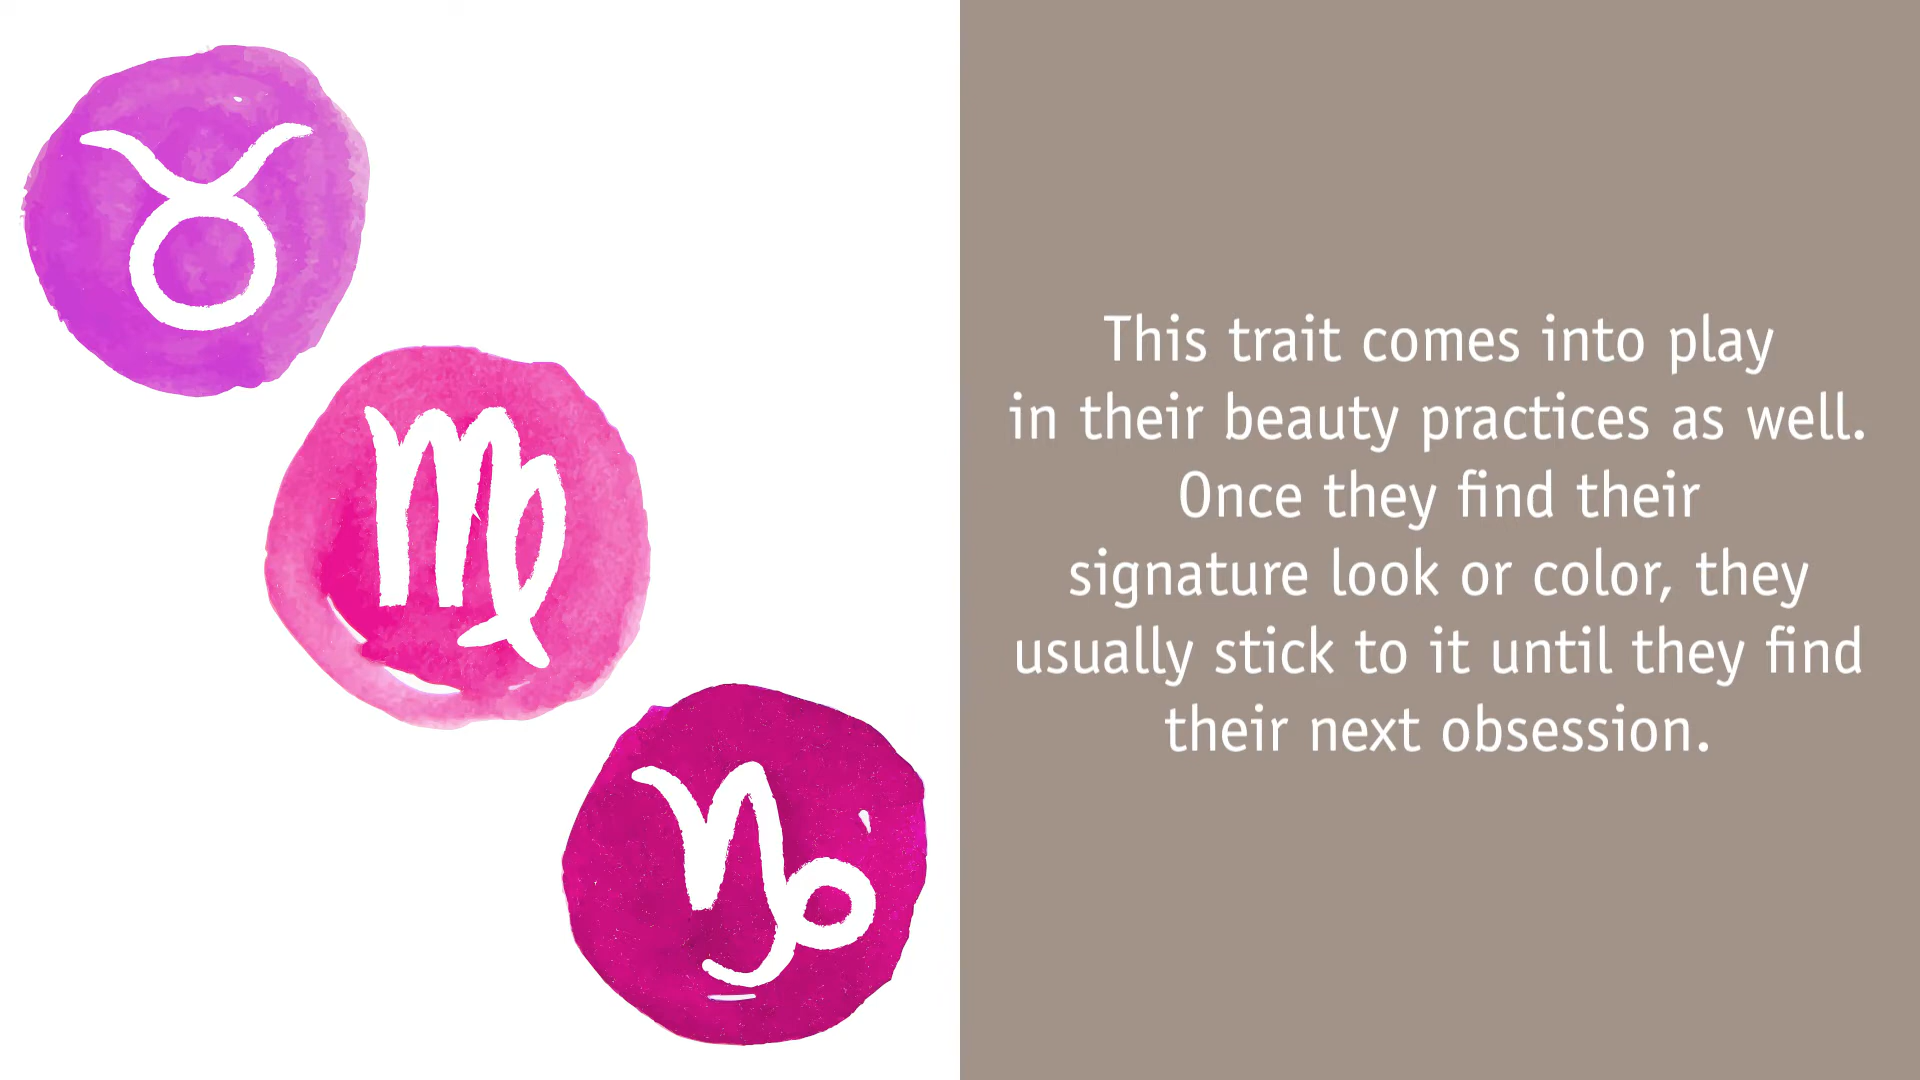 This trait comes into play
in their beauty practices as well.
Once they find their
signature look or color, they
usually stick to it until they find
their next obsession.